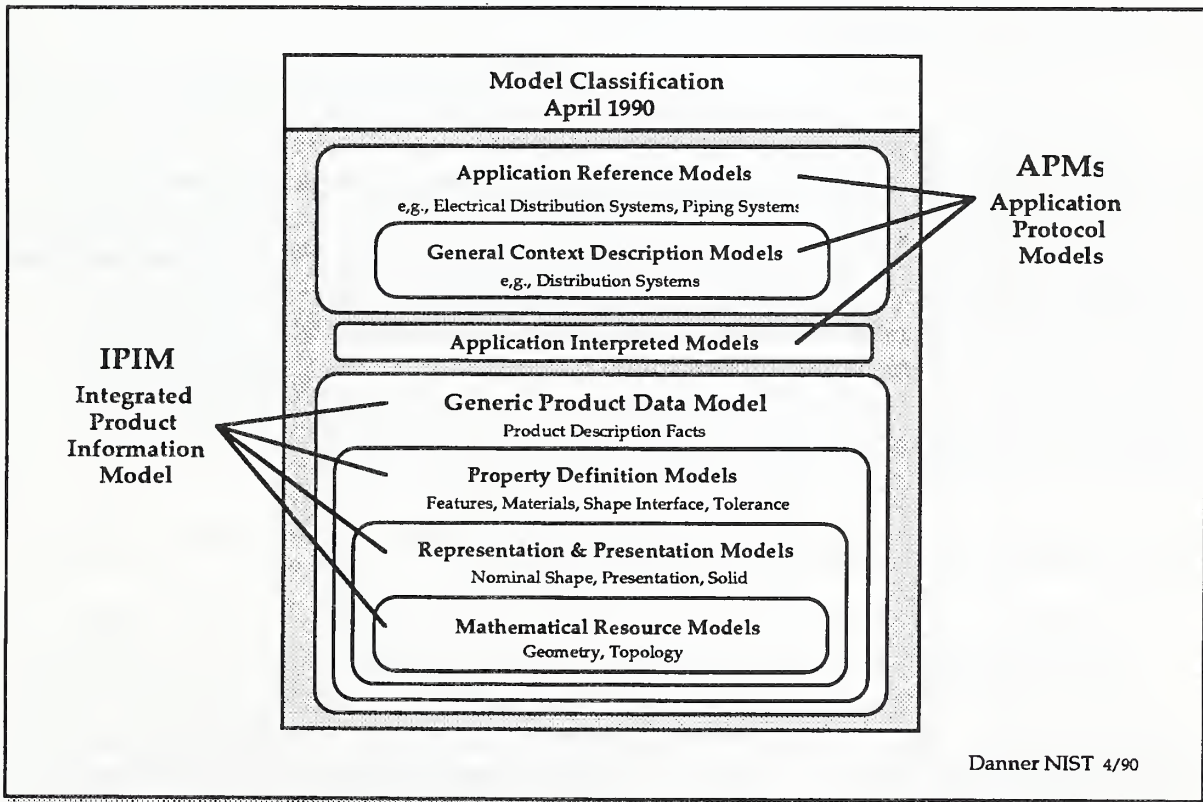 Model Classification
April 1990
Application Reference Models
e,g., Electrical Distribution Systems, Piping Systems
General Context Description Models
e,g., Distribution Systems
Application Interpreted Models
APMs
Application
Protocol
Models
IPIM
Integrated
Product
Information
Model
Generic Product Data Model
Product Description Facts
Property Definition Models
Features, Materials, Shape Interface, Tolerance
Representation & Presentation Models
Nominal Shape, Presentation, Solid
Mathematical Resource Models
Geometry, Topology
Danner NIST 4/90